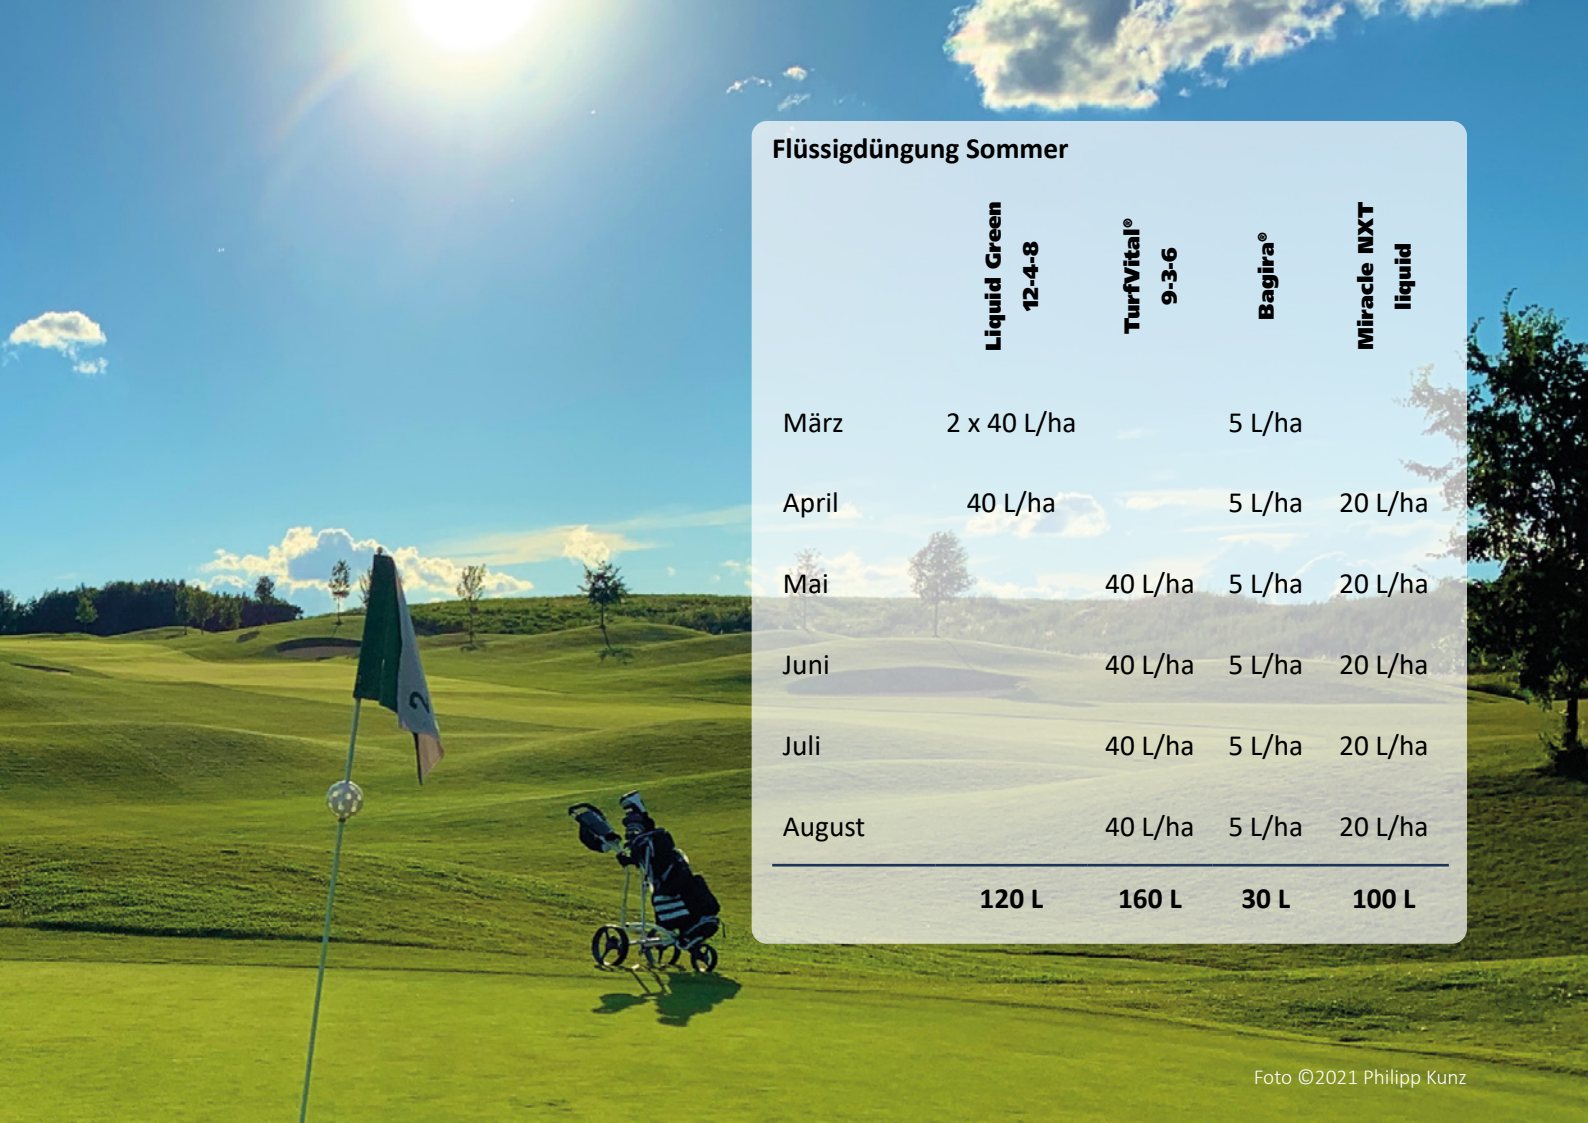 Flüssigdüngung Sommer
Liquid Green
12-4-8
TurfVital®
9-3-6
Bagira®
Miracle NXT
liquid
März 2 x 40 L/ha 5 L/ha
April 40 L/ha 5 L/ha 20 L/ha
Mai 40 L/ha 5 L/ha 20 L/ha
Juni 40 L/ha 5 L/ha 20 L/ha
Juli 40 L/ha 5 L/ha 20 L/ha
August 40 L/ha 5 L/ha 20 L/ha
120 L 160 L 30 L 100 L
2
Foto ©2021 Philipp Kunz